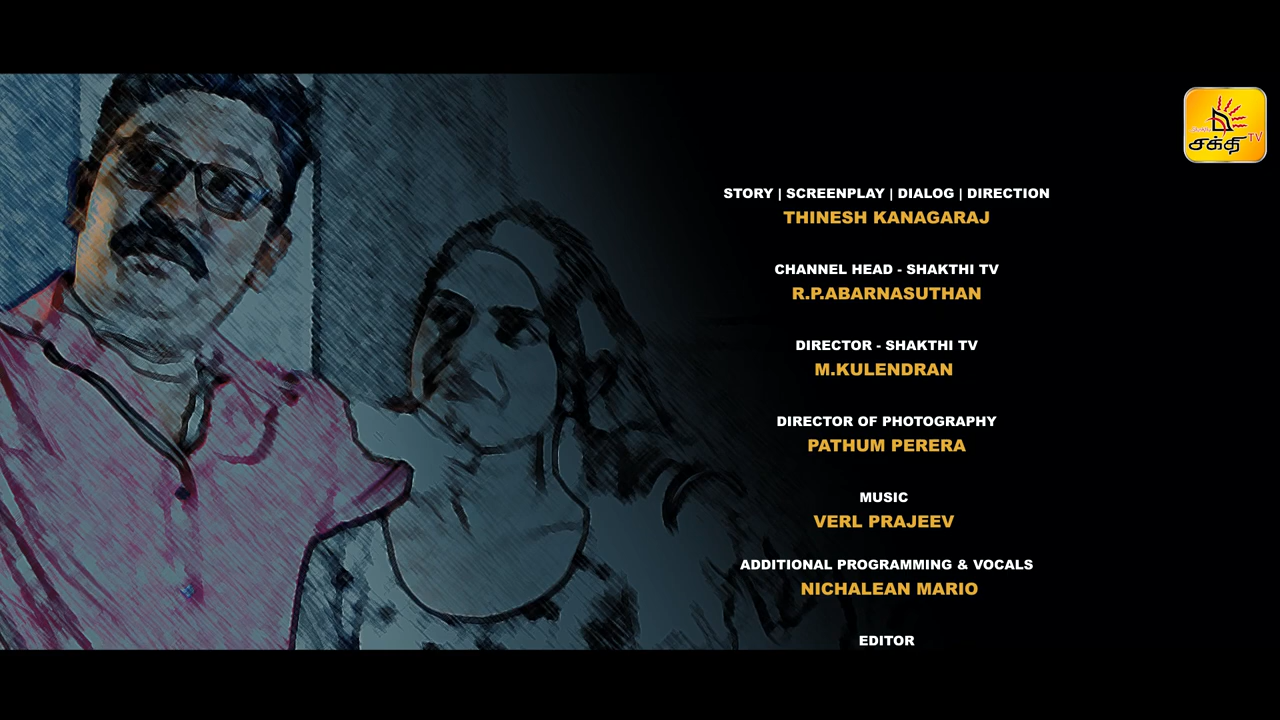 சக்தி TV
STORY | SCREENPLAY | DIALOG | DIRECTION
THINESH KANAGARAJ
CHANNEL HEAD - SHAKTHI TV
R.P.ABARNASUTHAN
DIRECTOR - SHAKTHI TV
M.KULENDRAN
DIRECTOR OF PHOTOGRAPHY
PATHUM PERERA
MUSIC
VERL PRAJEEV
ADDITIONAL PROGRAMMING & VOCALS
NICHALEAN MARIO
EDITOR